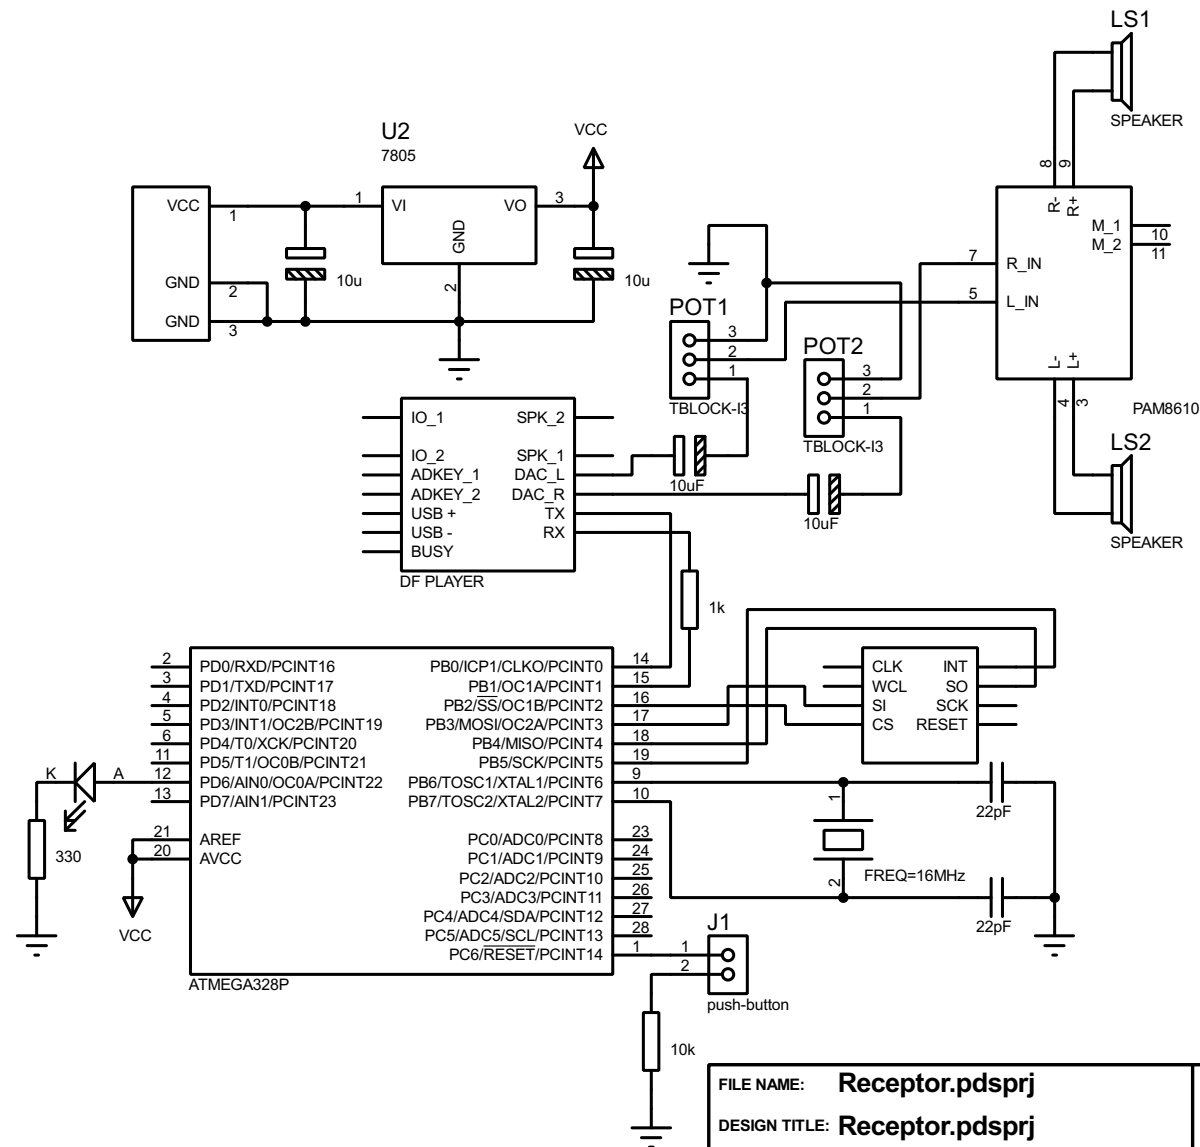 LS1
SPEAKER
U2
7805
VCC
8
9
R-
R+
M_1
10
M_2
11
VCC
1
1
VI
VO
3
GND
2
10u
10u
GND
2
GND
3
7
R_IN
5
L_IN
POT1
3
2
1
TBLOCK-I3
POT2
3
2
1
TBLOCK-I3
L-
L+
4
3
PAM8610
LS2
SPEAKER
IO_1
SPK_2
IO_2
SPK_1
ADKEY_1
DAC_L
ADKEY_2
DAC_R
USB +
TX
USB -
RX
BUSY
DF PLAYER
10uF
10uF
1k
2
PD0/RXD/PCINT16
PB0/ICP1/CLKO/PCINT0
14
3
PD1/TXD/PCINT17
PB1/OC1A/PCINT1
15
4
PD2/INT0/PCINT18
PB2/SS/OC1B/PCINT2
16
5
PD3/INT1/OC2B/PCINT19
PB3/MOSI/OC2A/PCINT3
17
6
PD4/T0/XCK/PCINT20
PB4/MISO/PCINT4
18
11
PD5/T1/OC0B/PCINT21
PB5/SCK/PCINT5
19
12
PD6/AIN0/OC0A/PCINT22
PB6/TOSC1/XTAL1/PCINT6
9
13
PD7/AIN1/PCINT23
PB7/TOSC2/XTAL2/PCINT7
10
21
AREF
PC0/ADC0/PCINT8
23
20
AVCC
PC1/ADC1/PCINT9
24
PC2/ADC2/PCINT10
25
PC3/ADC3/PCINT11
26
PC4/ADC4/SDA/PCINT12
27
PC5/ADC5/SCL/PCINT13
28
PC6/RESET/PCINT14
1
ATMEGA328P
K
A
330
VCC
CLK
INT
WCL
SO
SI
SCK
CS
RESET
1
2
FREQ=16MHz
22pF
22pF
J1
1
2
push-button
10k
FILE NAME: Receptor.pdsprj
DESIGN TITLE: Receptor.pdsprj